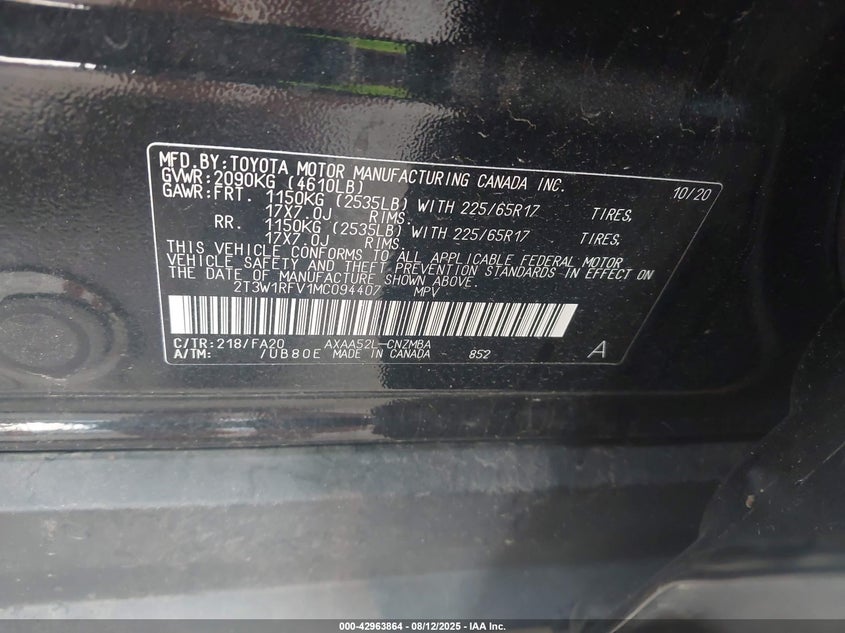 MFD.BY:TOYOTA MOTOR MANUFACTURING CANADA INC.
10/20
GVWR:2090KG (4610LB)
GAWR:FRT. 1150KG (2535LB) WITH 225/65R17 TIRES,
17X7.0J RIMS.
RR. 1150KG (2535LB) WITH 225/65R17 TIRES,
17X7.0J RIMS.
THIS VEHICLE CONFORMS TO ALL APPLICABLE FEDERAL MOTOR
VEHICLE SAFETY AND THEFT PREVENTION STANDARDS IN EFFECT ON
THE DATE OF MANUFACTURE SHOWN ABOVE.
2T3W1RFV1MC094407 MPV
C/TR:218/FA20 AXAA52L-CNZMBA
A/TM: /UB80E MADE IN CANADA 852 A
000-42963864 - 08/12/2025 - IAA Inc.